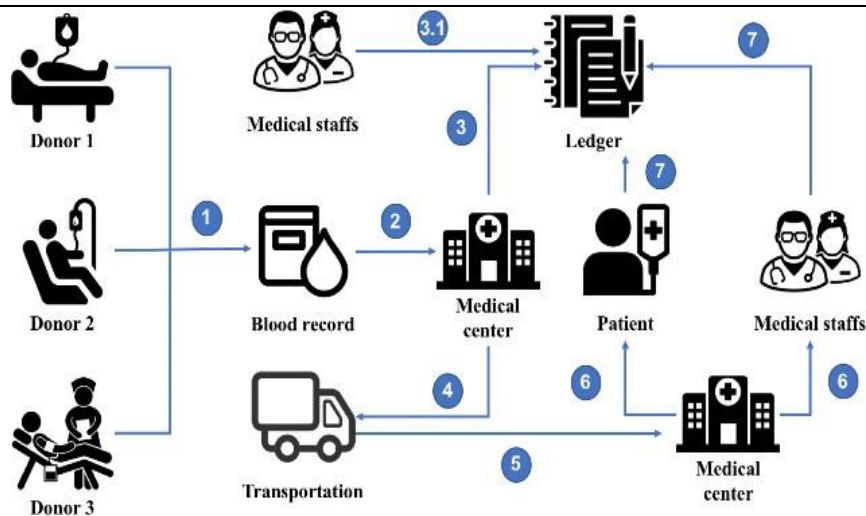 3.1
7
Medical staffs
3
Ledger
Donor 1
7
1
2
Donor 2
Blood record
Medical
center
Patient
Medical staffs
4
6
6
5
Donor 3
Transportation
Medical
center